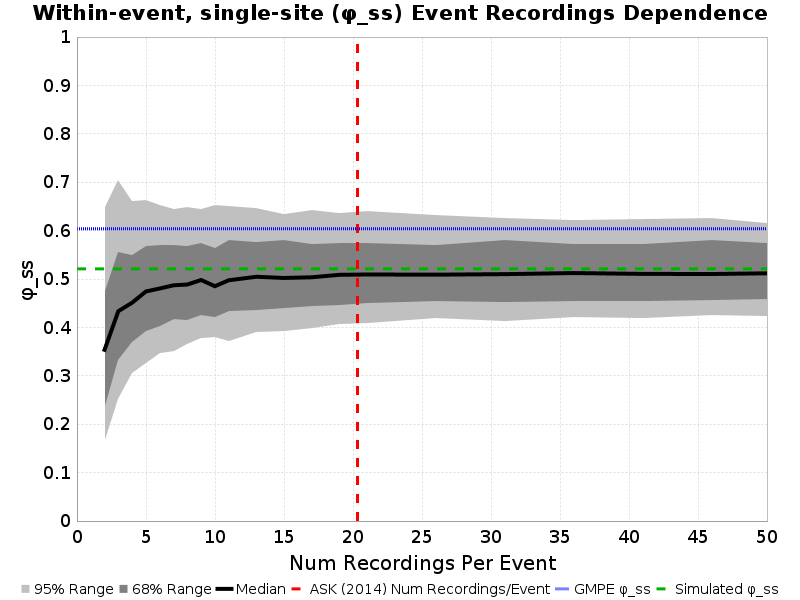 Within-event, single-site (φ_ss) Event Recordings Dependence
1
0.9
0.8
0.7
0.6
0.5
0.4
0.3
0.2
0.1
0
φ_ss
0 5 10 15 20 25 30 35 40 45 50
Num Recordings Per Event
95% Range 68% Range Median ASK (2014) Num Recordings/Event GMPE φ_ss Simulated φ_ss